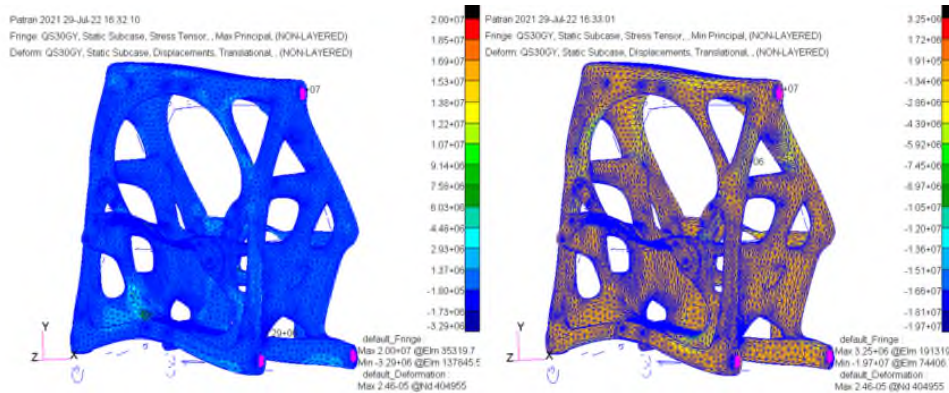 Patran 2021 29-Jul-22 16:32:10
Fringe: QS30GY, Static Subcase, Stress Tensor, , Max Principal, (NON-LAYERED)
Deform: QS30GY, Static Subcase, Displacements, Translational, , (NON-LAYERED)
2.00+07
1.85+07
1.69+07
1.53+07
1.38+07
1.22+07
1.07+07
9.14+06
7.58+06
6.03+06
4.46+06
2.93+06
1.37+06
-1.80+05
-1.73+06
-3.29+06
+07
29+06
Y
Z
X
default_Fringe :
Max 2.00+07 @Elm 35319.7
Min -3.29+06 @Elm 137845.5
default_Deformation :
Max 2.46-05 @Nd 404955
Patran 2021 29-Jul-22 16:33:01
Fringe: QS30GY, Static Subcase, Stress Tensor, , Min Principal, (NON-LAYERED)
Deform: QS30GY, Static Subcase, Displacements, Translational, , (NON-LAYERED)
3.25+06
1.72+06
1.91+05
-1.34+06
-2.86+06
-4.39+06
-5.92+06
-7.45+06
-8.97+06
-1.05+07
-1.20+07
-1.36+07
-1.51+07
-1.66+07
-1.81+07
-1.97+07
+07
06
Y
Z
X
default_Fringe :
Max 3.25+06 @Elm 191319
Min -1.97+07 @Elm 74406
default_Deformation :
Max 2.46-05 @Nd 404955